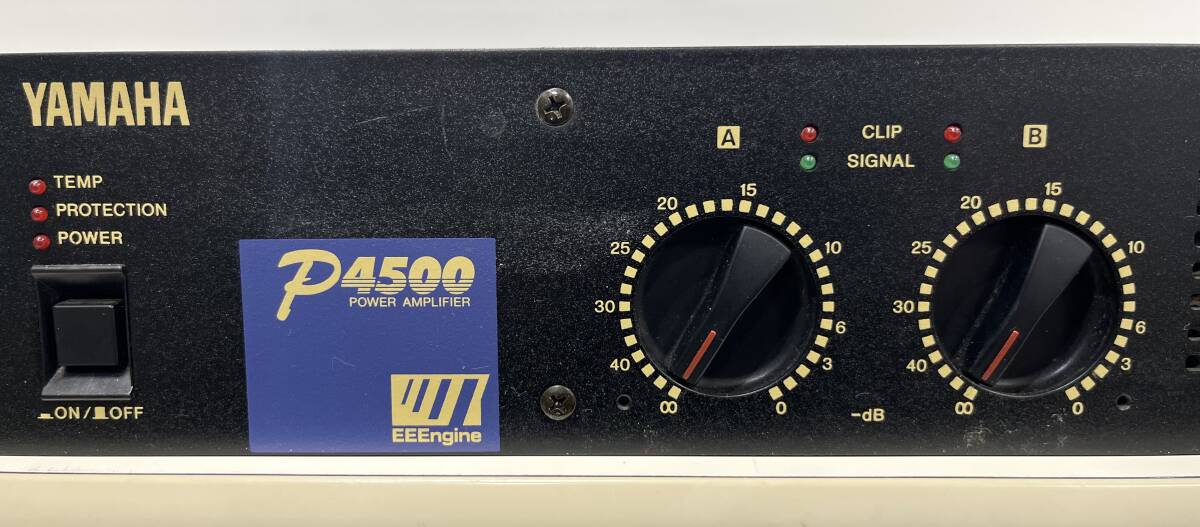 YAMAHA
TEMP
PROTECTION
POWER
ON / OFF
P4500
POWER AMPLIFIER
EEEngine
A
CLIP
SIGNAL
B
∞ 40 30 25 20 15 10 6 3 0
-dB
∞ 40 30 25 20 15 10 6 3 0